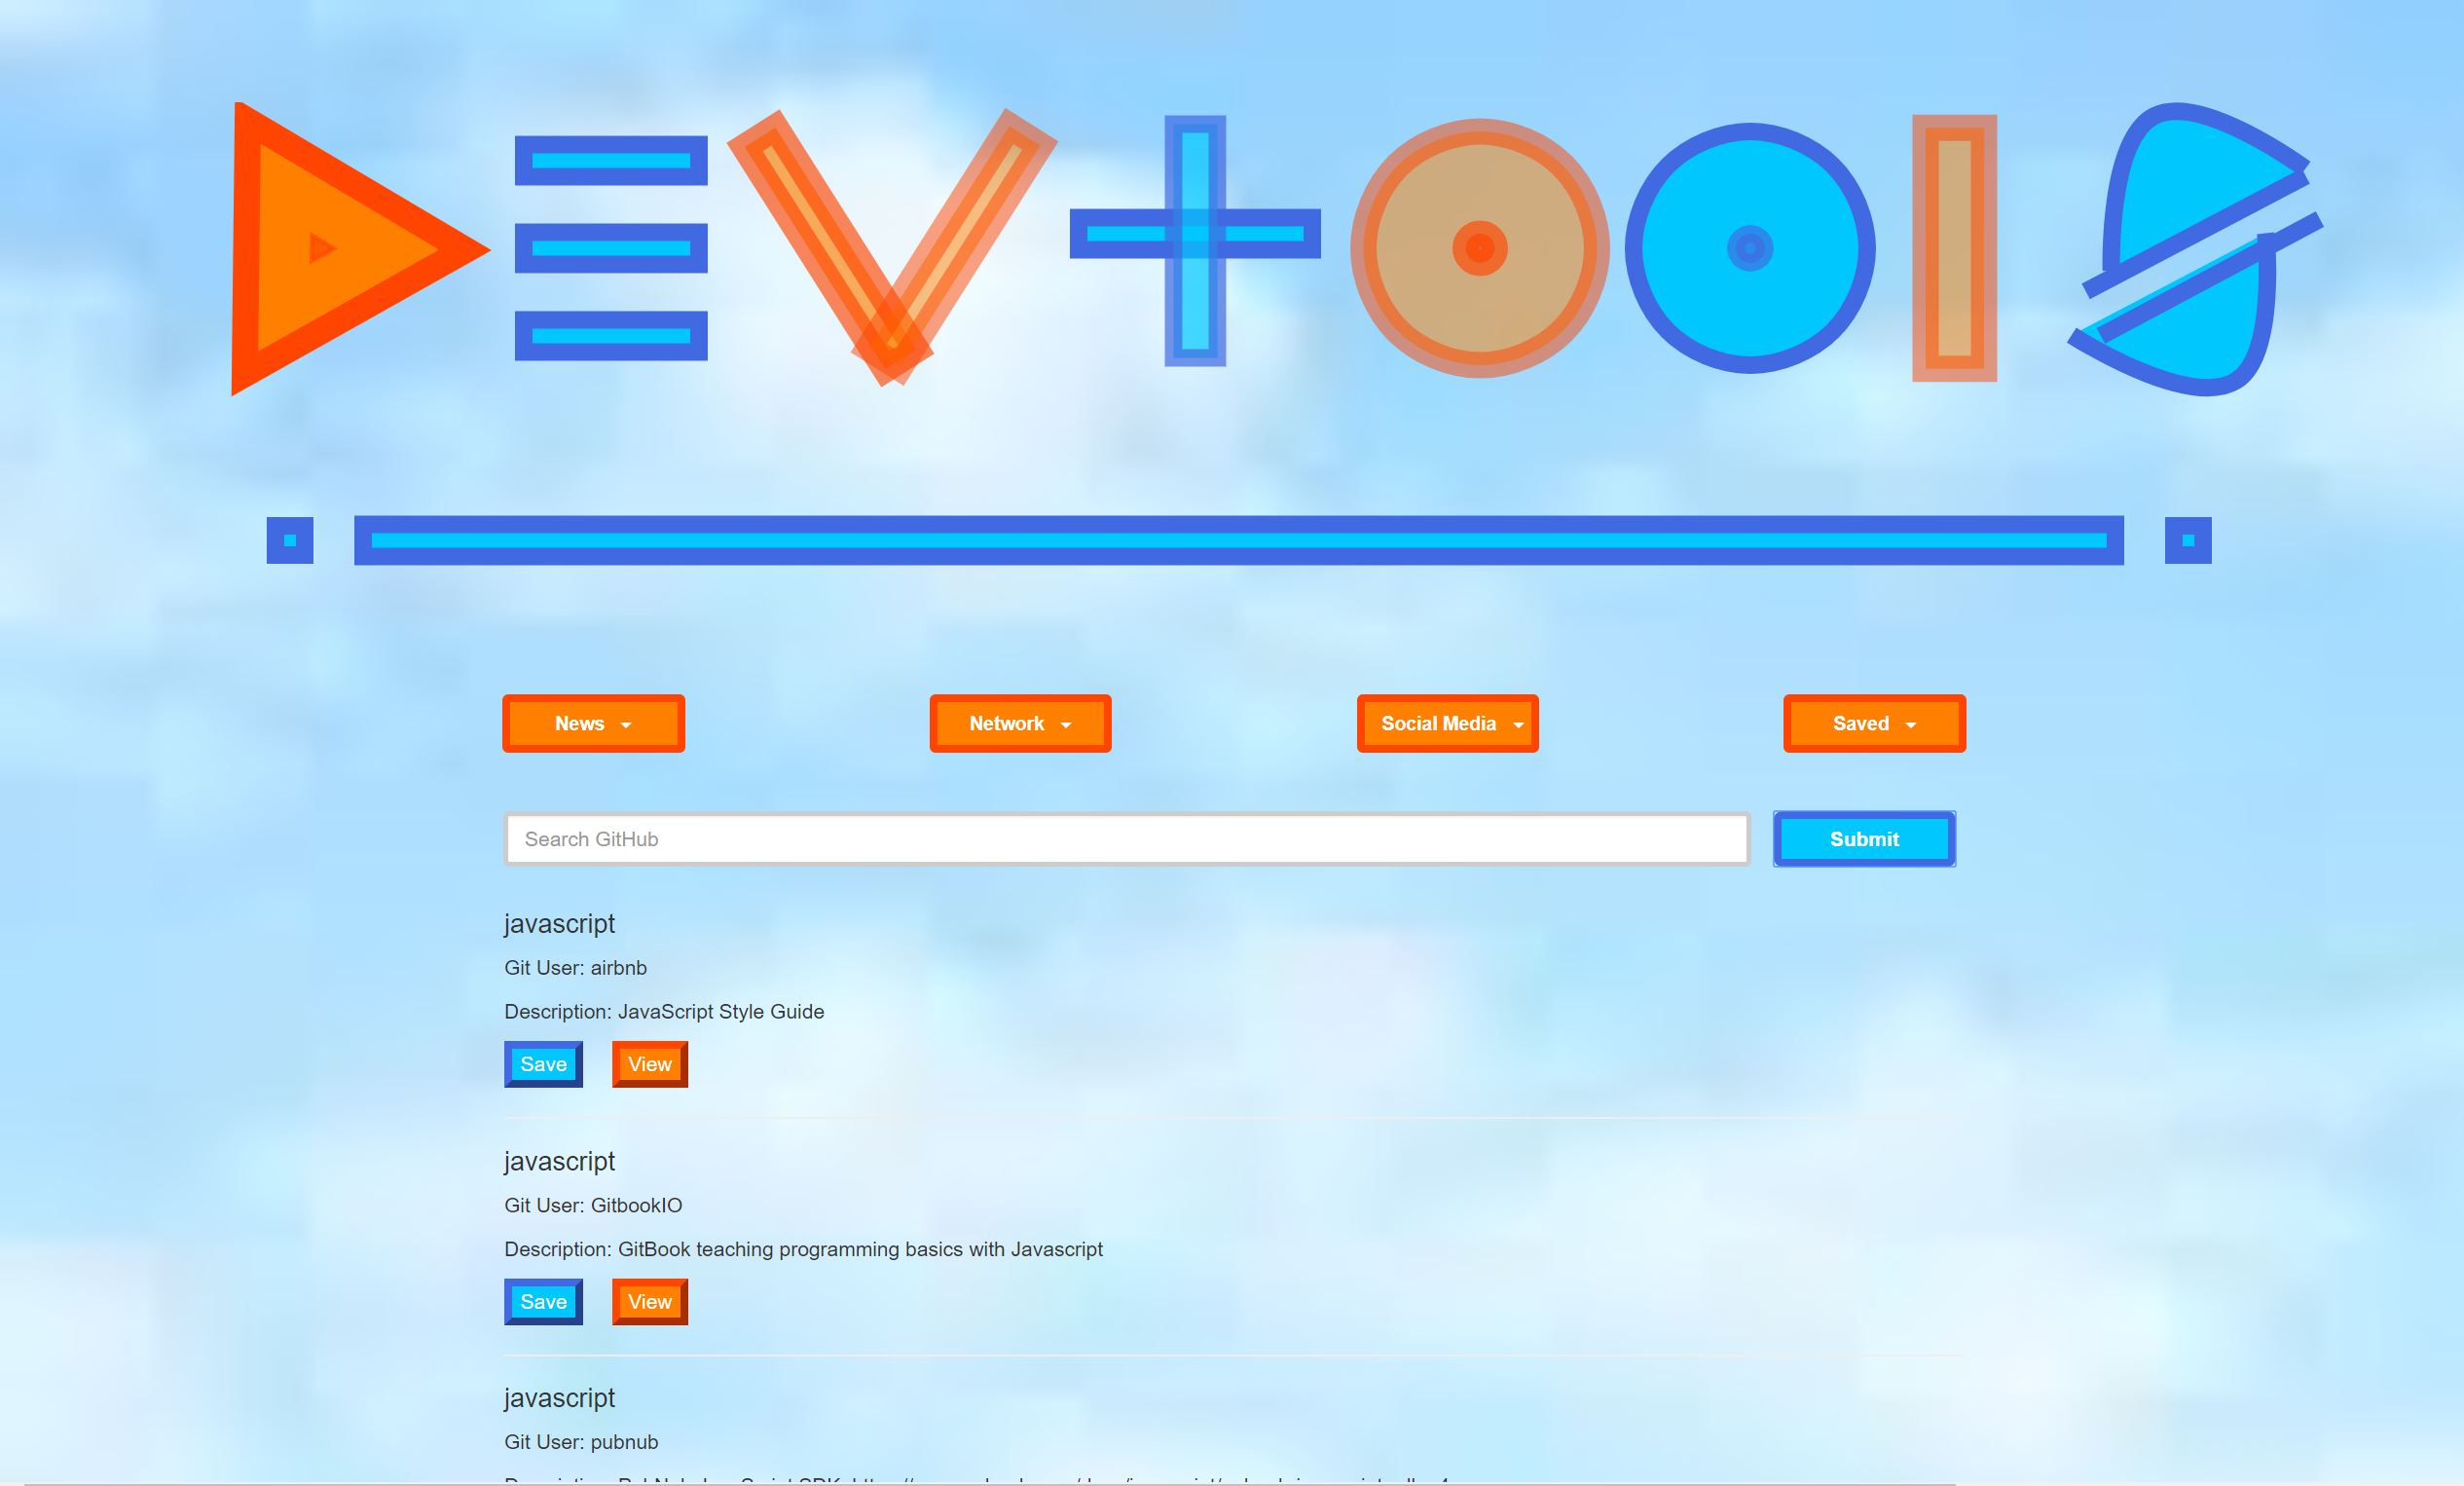 DEVtOOlS
News
Network
Social Media
Saved
Search GitHub
Submit
javascript
Git User: airbnb
Description: JavaScript Style Guide
Save View
javascript
Git User: GitbookIO
Description: GitBook teaching programming basics with Javascript
Save View
javascript
Git User: pubnub